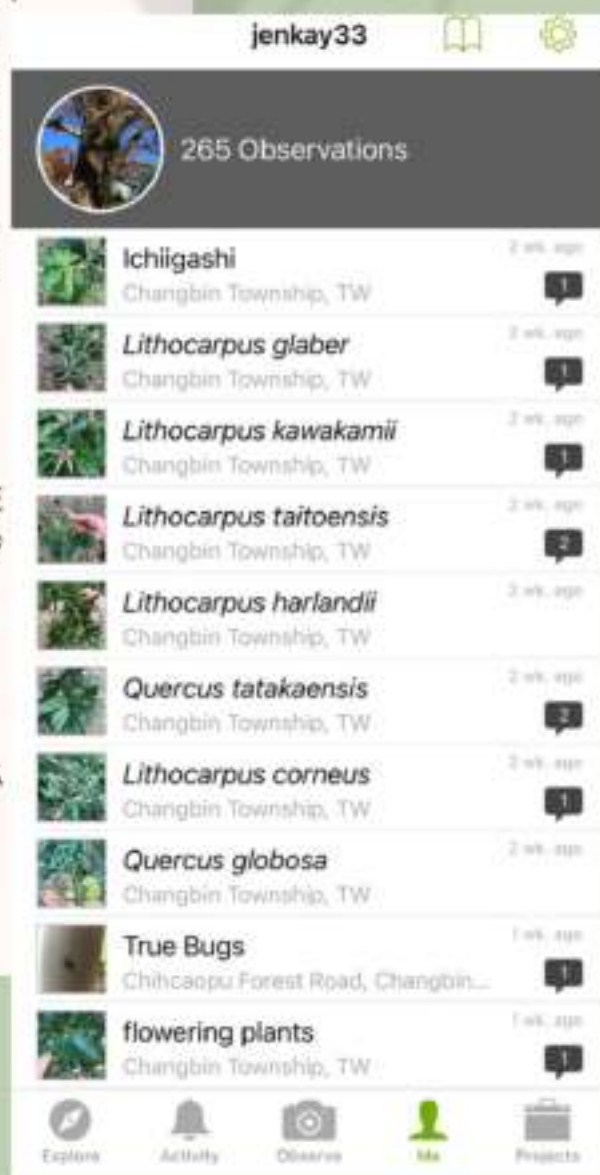 jenkay33
265 Observations
Ichiigashi
2 wk. ago
Changbin Township, TW
1
Lithocarpus glaber
2 wk. ago
Changbin Township, TW
1
Lithocarpus kawakamii
2 wk. ago
Changbin Township, TW
1
Lithocarpus taitoensis
2 wk. ago
Changbin Township, TW
2
Lithocarpus harlandii
2 wk. ago
Changbin Township, TW
Quercus tatakaensis
2 wk. ago
Changbin Township, TW
2
Lithocarpus corneus
2 wk. ago
Changbin Township, TW
1
Quercus globosa
2 wk. ago
Changbin Township, TW
True Bugs
1 wk. ago
Chihcaopu Forest Road, Changbin...
1
flowering plants
1 wk. ago
Changbin Township, TW
1
Explore
Activity
Observe
Me
Projects